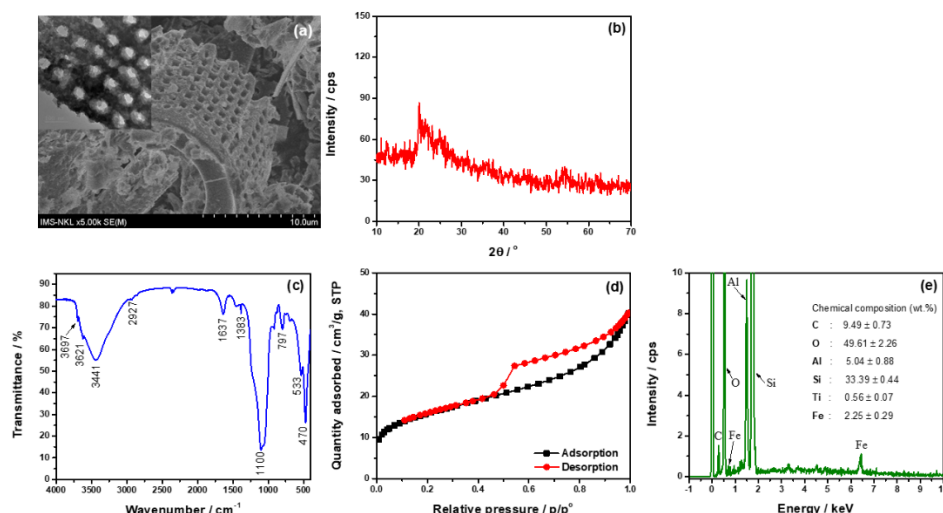 (a)
IMS-NKL x5.00k SE(M)
10.0um
(b)
Intensity / cps
150
120
90
60
30
0
10 20 30 40 50 60 70
2θ / °
(c)
Transmittance / %
90
80
70
60
50
40
30
20
10
0
3697
3621
3441
2927
1637
1383
1100
797
533
470
4000 3500 3000 2500 2000 1500 1000 500
Wavenumber / cm⁻¹
(d)
Quantity adsorbed / cm³/g, STP
50
40
30
20
10
0
Adsorption
Desorption
0.0 0.2 0.4 0.6 0.8 1.0
Relative pressure / p/p°
(e)
Intensity / cps
10
8
6
4
2
0
Al
O
Si
C
Fe
Fe
Chemical composition (wt.%)
C : 9.49 ± 0.73
O : 49.61 ± 2.26
Al : 5.04 ± 0.88
Si : 33.39 ± 0.44
Ti : 0.56 ± 0.07
Fe : 2.25 ± 0.29
-1 0 1 2 3 4 5 6 7 8 9 10
Energy / keV